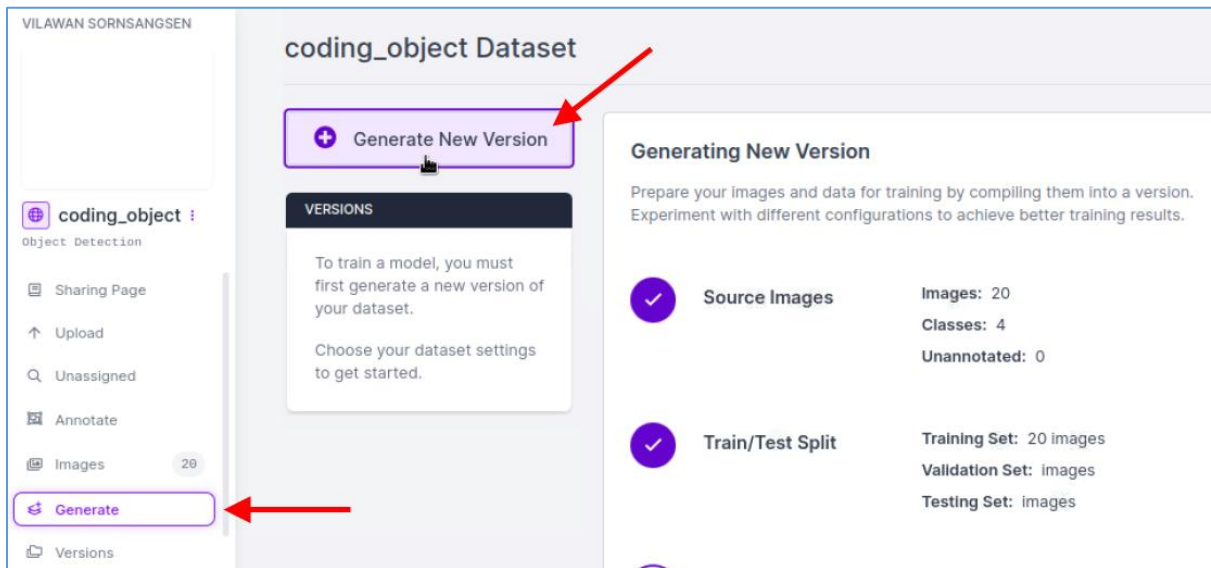 VILAWAN SORNSANGSEN
coding_object
Object Detection
Sharing Page
Upload
Unassigned
Annotate
Images 20
Generate
Versions
coding_object Dataset
Generate New Version
VERSIONS
To train a model, you must
first generate a new version of
your dataset.
Choose your dataset settings
to get started.
Generating New Version
Prepare your images and data for training by compiling them into a version.
Experiment with different configurations to achieve better training results.
Source Images
Images: 20
Classes: 4
Unannotated: 0
Train/Test Split
Training Set: 20 images
Validation Set: images
Testing Set: images